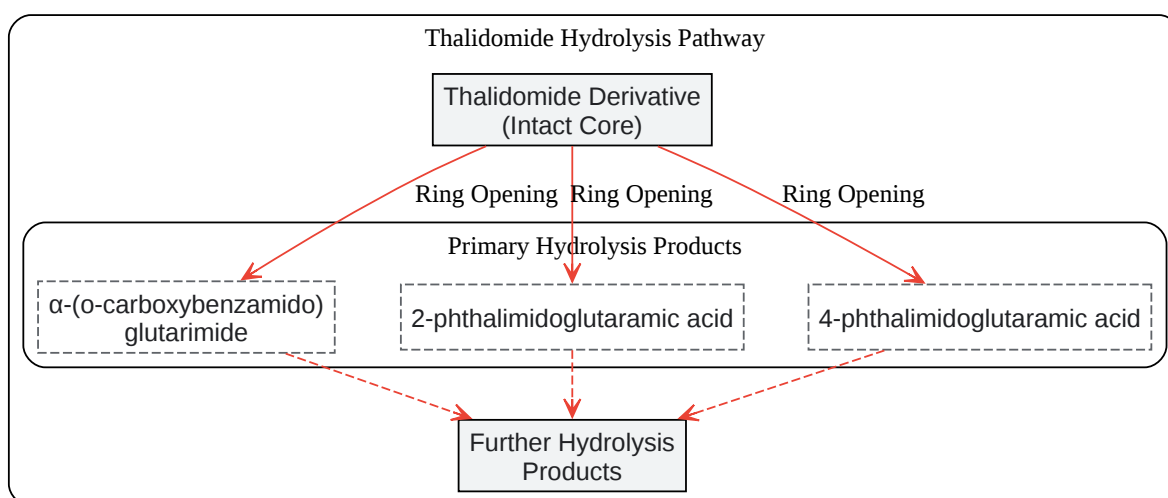 Thalidomide Hydrolysis Pathway
Thalidomide Derivative
(Intact Core)
Ring Opening
Ring Opening
Ring Opening
Primary Hydrolysis Products
α-(o-carboxybenzamido)
glutarimide
2-phthalimidoglutaramic acid
4-phthalimidoglutaramic acid
Further Hydrolysis
Products